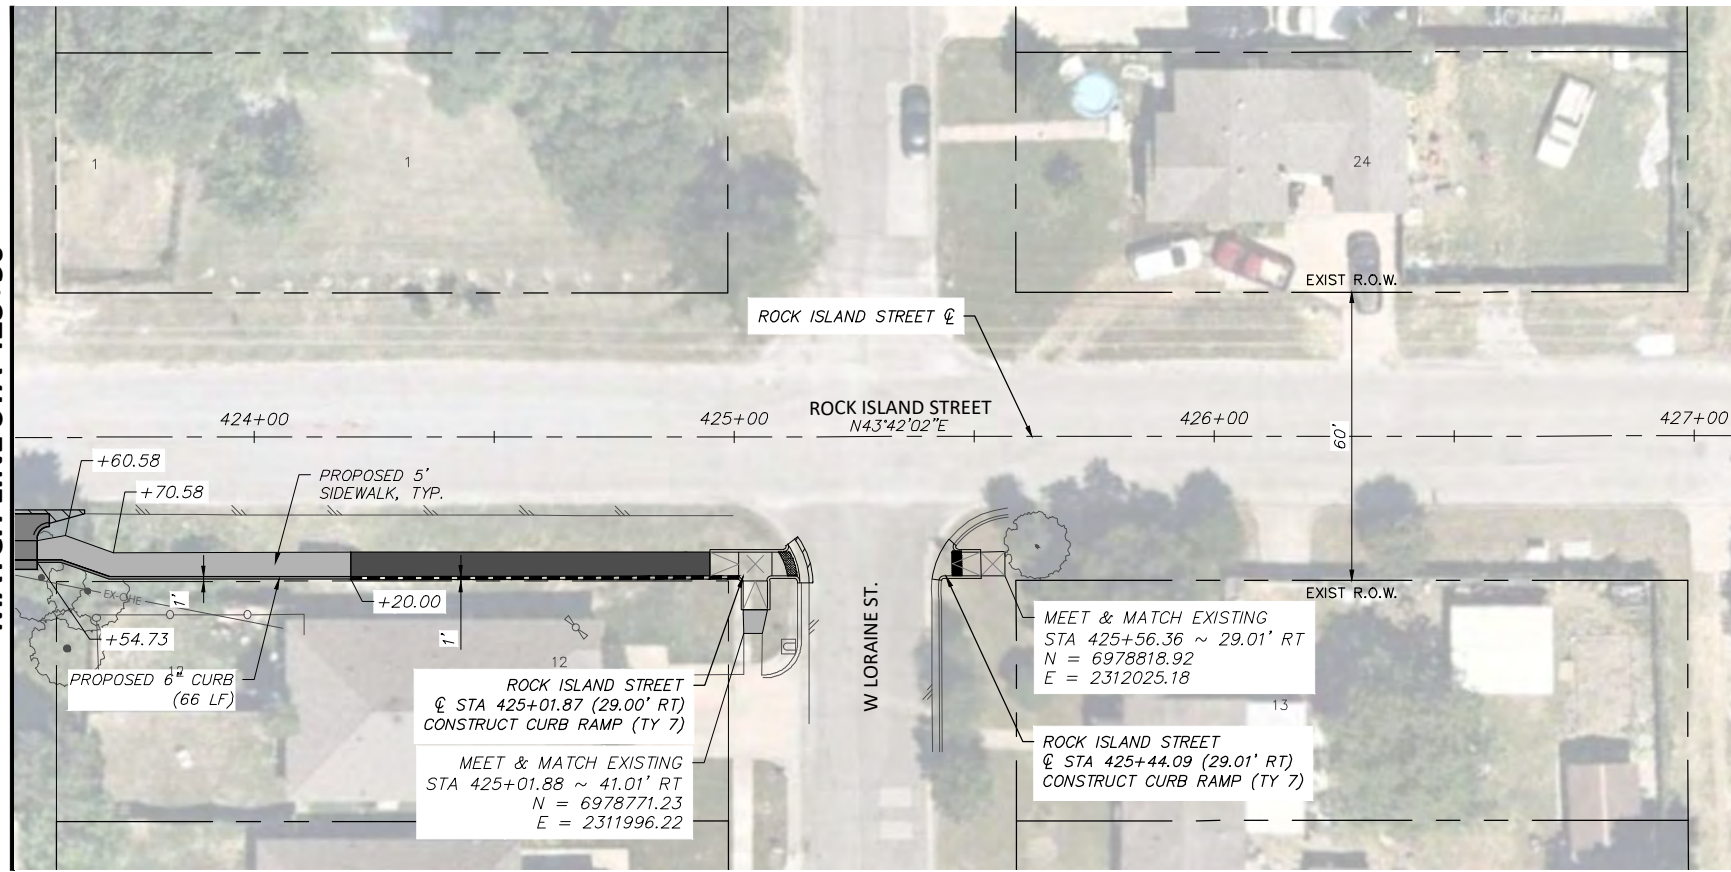 1
1
24
EXIST R.O.W.
ROCK ISLAND STREET ℄
424+00
425+00
ROCK ISLAND STREET
N43°42'02"E
426+00
427+00
60'
+60.58
+70.58
PROPOSED 5'
SIDEWALK, TYP.
EX-OHE
1'
+20.00
1'
+54.73
12
12
PROPOSED 6" CURB
(66 LF)
EXIST R.O.W.
W LORAINE ST.
MEET & MATCH EXISTING
STA 425+56.36 ~ 29.01' RT
N = 6978818.92
E = 2312025.18
ROCK ISLAND STREET
℄ STA 425+01.87 (29.00' RT)
CONSTRUCT CURB RAMP (TY 7)
13
MEET & MATCH EXISTING
STA 425+01.88 ~ 41.01' RT
N = 6978771.23
E = 2311996.22
ROCK ISLAND STREET
℄ STA 425+44.09 (29.01' RT)
CONSTRUCT CURB RAMP (TY 7)